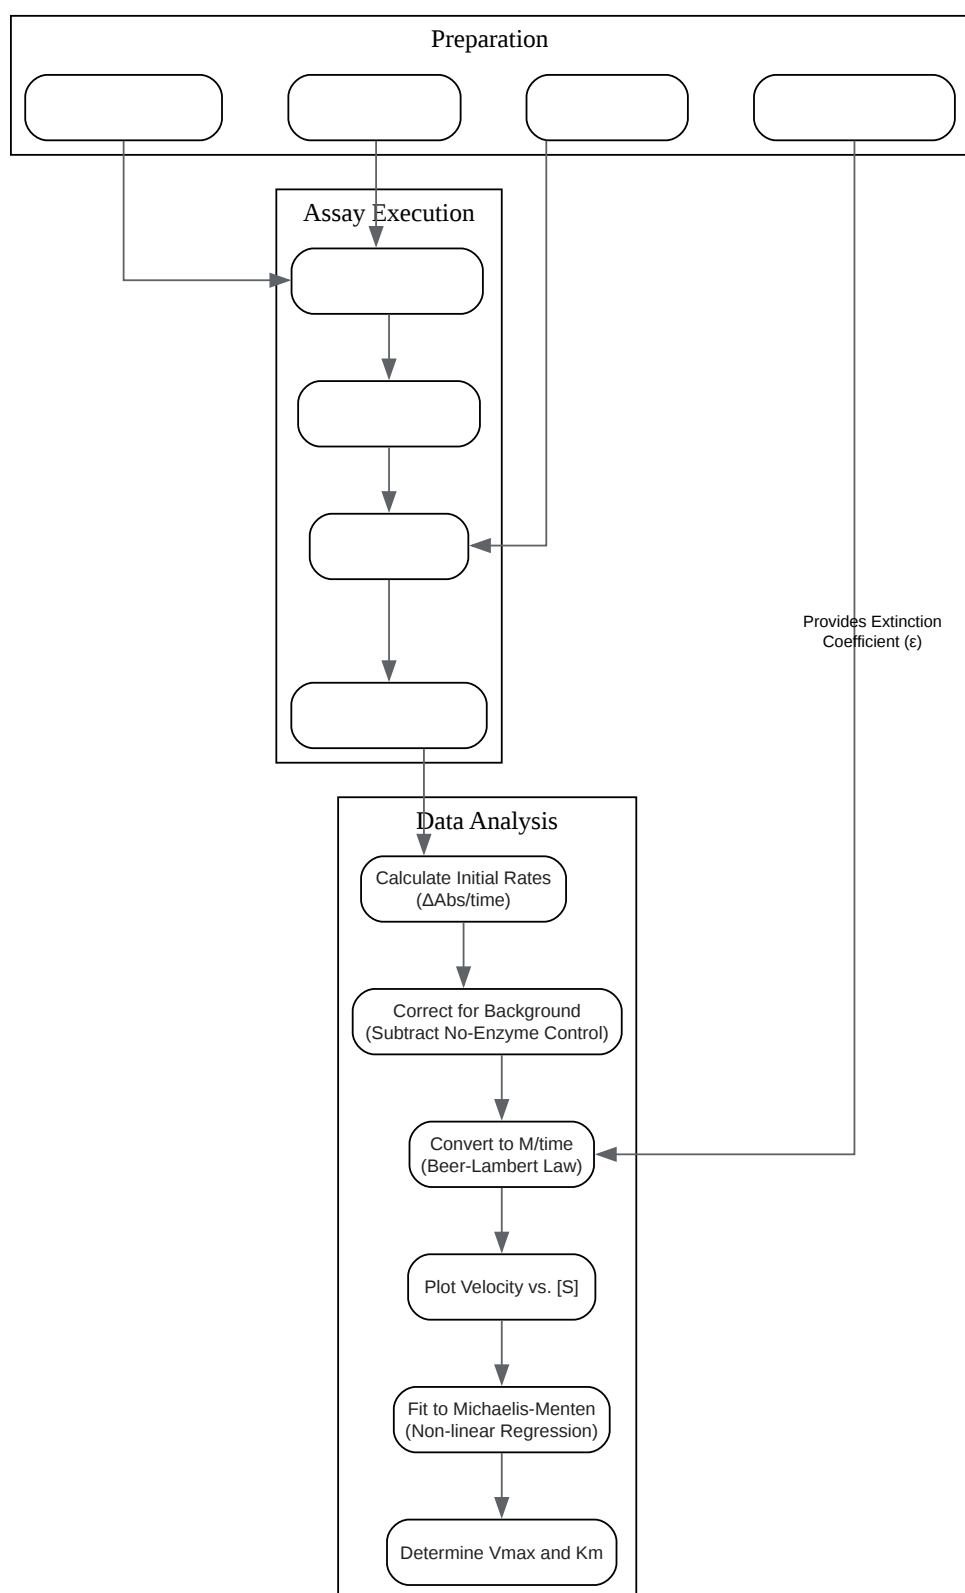 Preparation
Assay Execution
Provides Extinction
Coefficient (ε)
Data Analysis
Calculate Initial Rates
(ΔAbs/time)
Correct for Background
(Subtract No-Enzyme Control)
Convert to M/time
(Beer-Lambert Law)
Plot Velocity vs. [S]
Fit to Michaelis-Menten
(Non-linear Regression)
Determine Vmax and Km